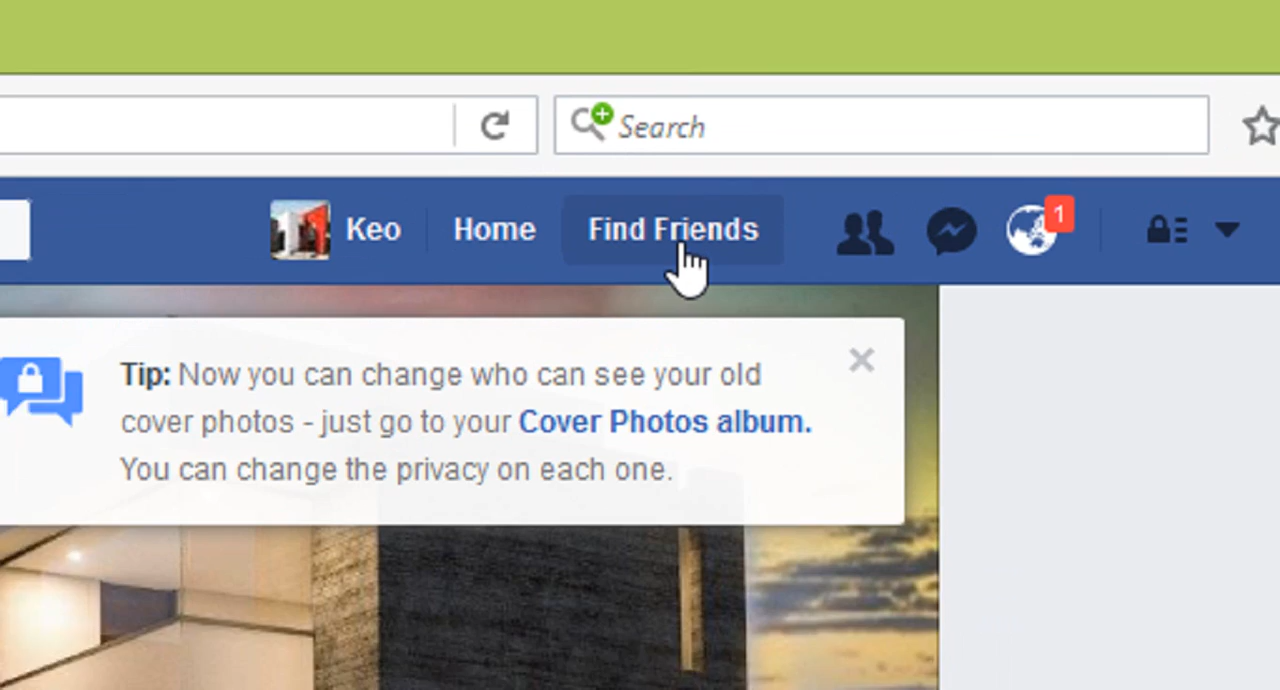 Search
Keo Home Find Friends 1
Tip: Now you can change who can see your old
cover photos - just go to your Cover Photos album.
You can change the privacy on each one.